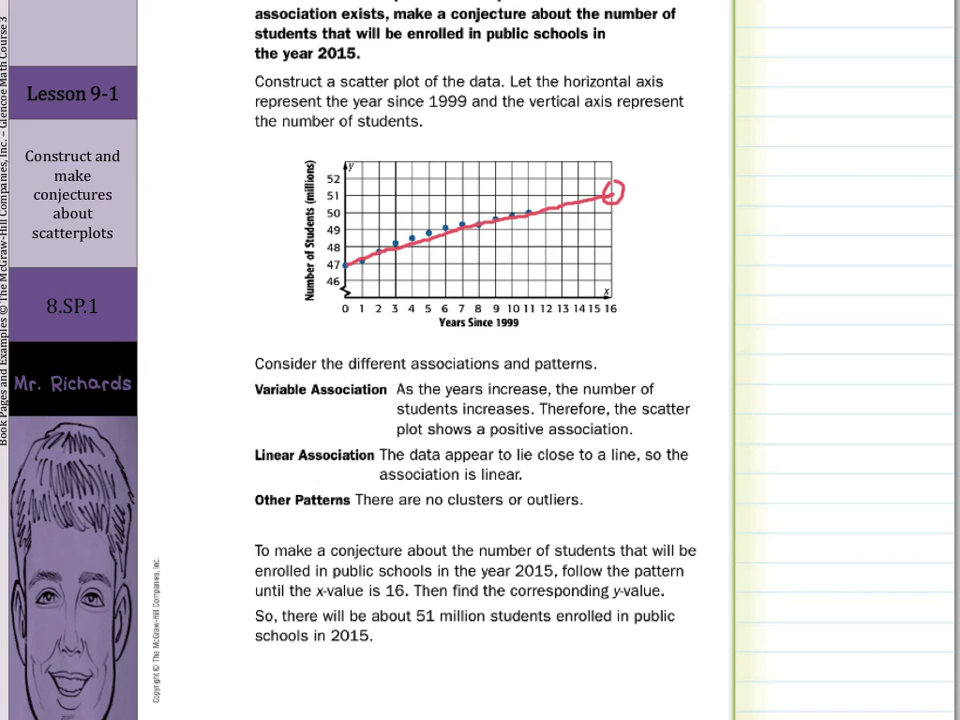 association exists, make a conjecture about the number of
students that will be enrolled in public schools in
the year 2015.
Book Pages and Examples © The McGraw-Hill Companies, Inc. – Glencoe Math Course 3
Lesson 9-1
Construct and
make
conjectures
about
scatterplots
8.SP.1
Mr. Richards
Construct a scatter plot of the data. Let the horizontal axis
represent the year since 1999 and the vertical axis represent
the number of students.
Number of Students (millions)
y
52
51
50
49
48
47
46
x
0 1 2 3 4 5 6 7 8 9 10 11 12 13 14 15 16
Years Since 1999
Consider the different associations and patterns.
Variable Association As the years increase, the number of
students increases. Therefore, the scatter
plot shows a positive association.
Linear Association The data appear to lie close to a line, so the
association is linear.
Other Patterns There are no clusters or outliers.
To make a conjecture about the number of students that will be
enrolled in public schools in the year 2015, follow the pattern
until the x-value is 16. Then find the corresponding y-value.
So, there will be about 51 million students enrolled in public
schools in 2015.
Copyright © The McGraw-Hill Companies, Inc.